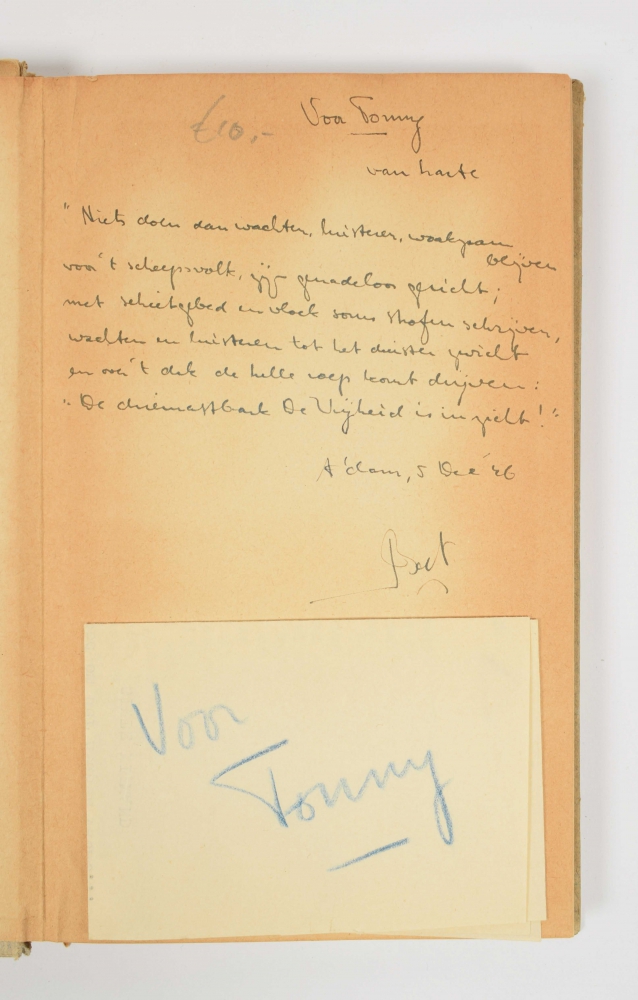 £10,-
Voor Tonny
van harte
"Niets doen dan wachten, luisteren, waakzaam
blijven
voor 't scheepsvolk, zijn genadeloos gericht;
met schietgebed en vloek soms strofen schrijven,
wachten en luisteren tot het duister zwicht
en over 't dek de helle roep komt drijven:
"De driemastbark De Vrijheid is in zicht!"
A'dam, 5 Dec '46
Bert
Voor
Tonny